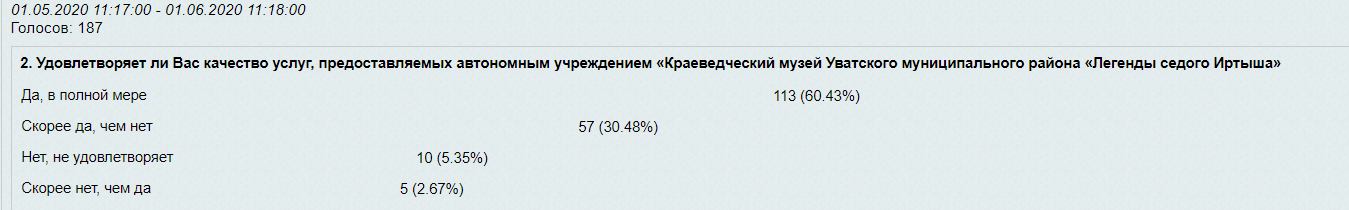 01.05.2020 11:17:00 - 01.06.2020 11:18:00
Голосов: 187
2. Удовлетворяет ли Вас качество услуг, предоставляемых автономным учреждением «Краеведческий музей Уватского муниципального района «Легенды седого Иртыша»
Да, в полной мере 113 (60.43%)
Скорее да, чем нет 57 (30.48%)
Нет, не удовлетворяет 10 (5.35%)
Скорее нет, чем да 5 (2.67%)